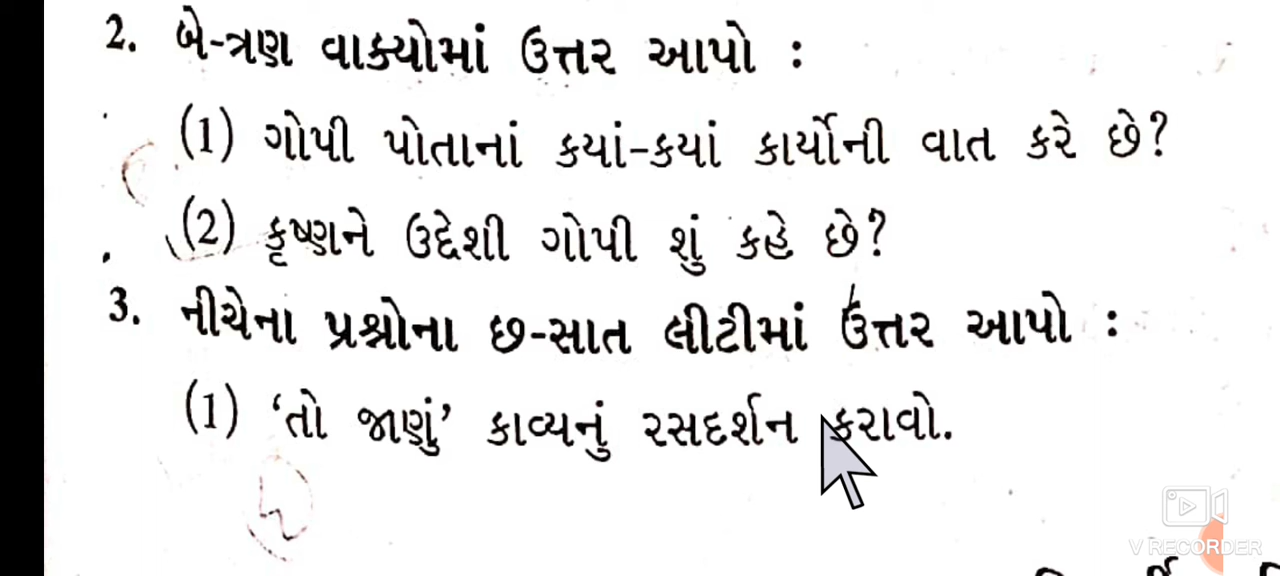 2. બે-ત્રણ વાક્યોમાં ઉત્તર આપો :
(1) ગોપી પોતાનાં કયાં-કયાં કાર્યોની વાત કરે છે?
(2) કૃષ્ણને ઉદ્દેશી ગોપી શું કહે છે?
3. નીચેના પ્રશ્નોના છ-સાત લીટીમાં ઉત્તર આપો :
(1) ‘તો જાણું’ કાવ્યનું રસદર્શન કરાવો.
V RECORDER